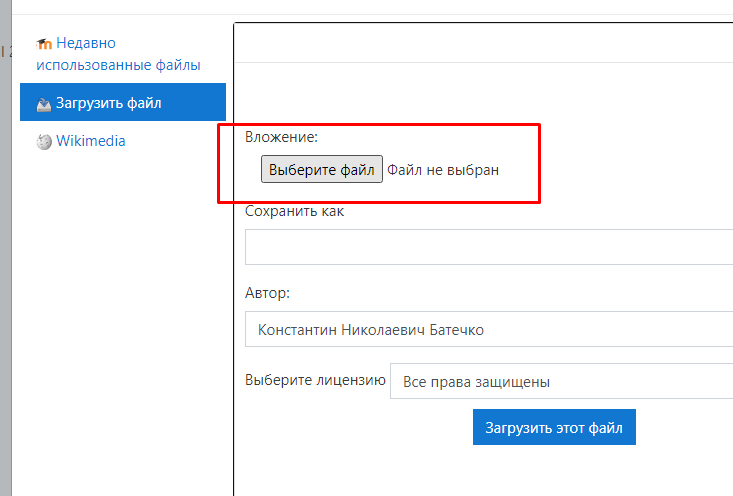 Недавно
использованные файлы
Загрузить файл
Wikimedia
Вложение:
Выберите файл Файл не выбран
Сохранить как
Автор:
Константин Николаевич Батечко
Выберите лицензию Все права защищены
Загрузить этот файл